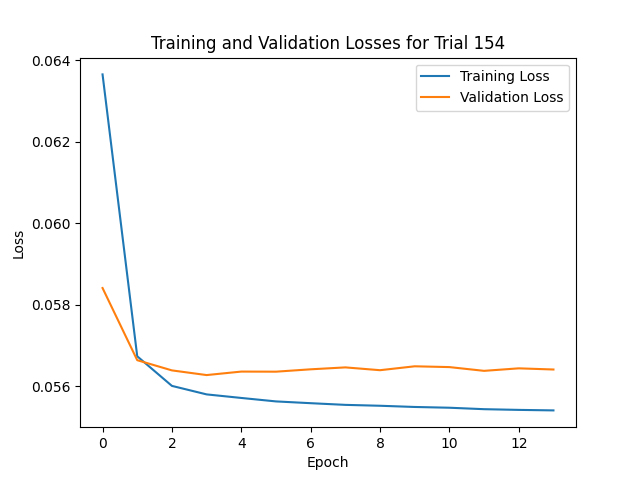 Training and Validation Losses for Trial 154
Training Loss
Validation Loss
Loss
0.064
0.062
0.060
0.058
0.056
0 2 4 6 8 10 12
Epoch